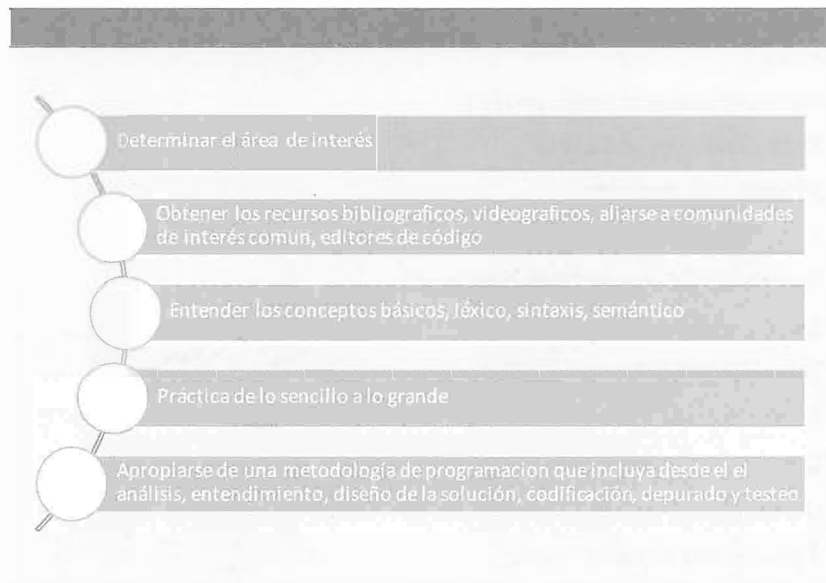 Determinar el área de interés
Obtener los recursos bibliograficos, videograficos, aliarse a comunidades
de interés comun, editores de código
Entender los conceptos básicos, léxico, sintaxis, semántico
Práctica de lo sencillo a lo grande
Apropiarse de una metodología de programacion que incluya desde el el
análisis, entendimiento, diseño de la solución, codificación, depurado y testeo